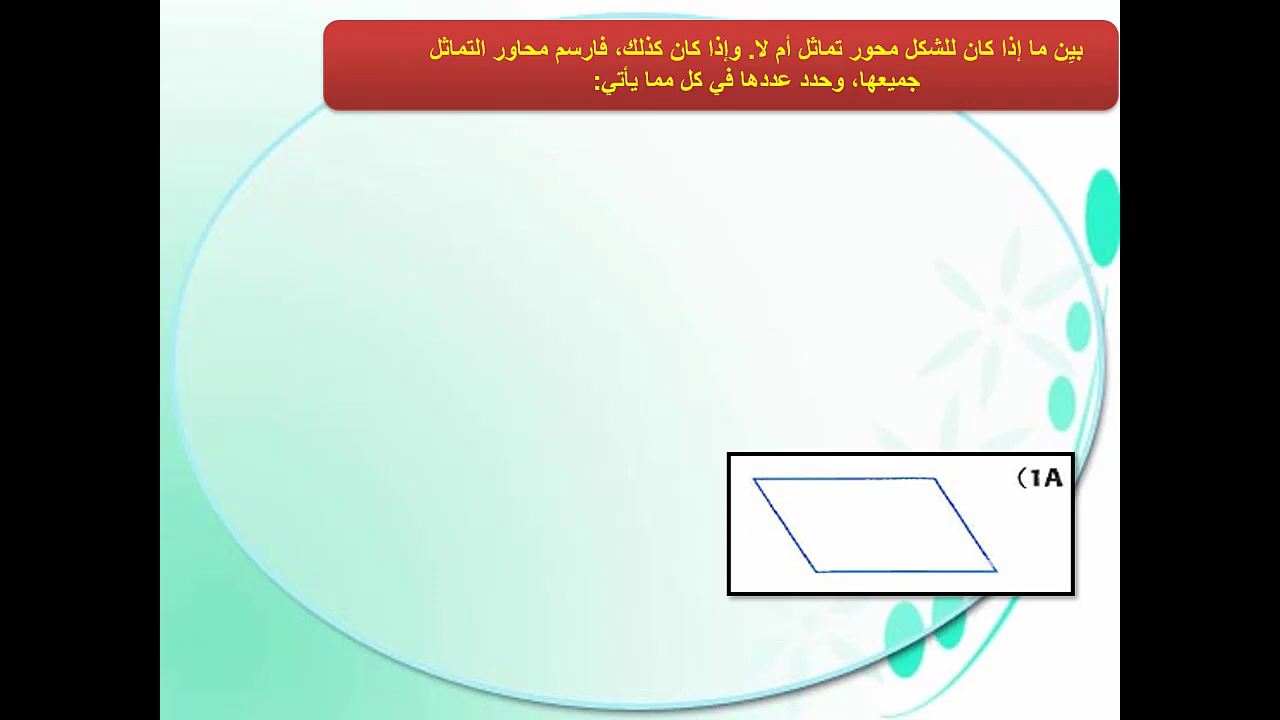 بيِن ما إذا كان للشكل محور تماثل أم لا. وإذا كان كذلك، فارسم محاور التماثل
جميعها، وحدد عددها في كل مما يأتي:
1A)